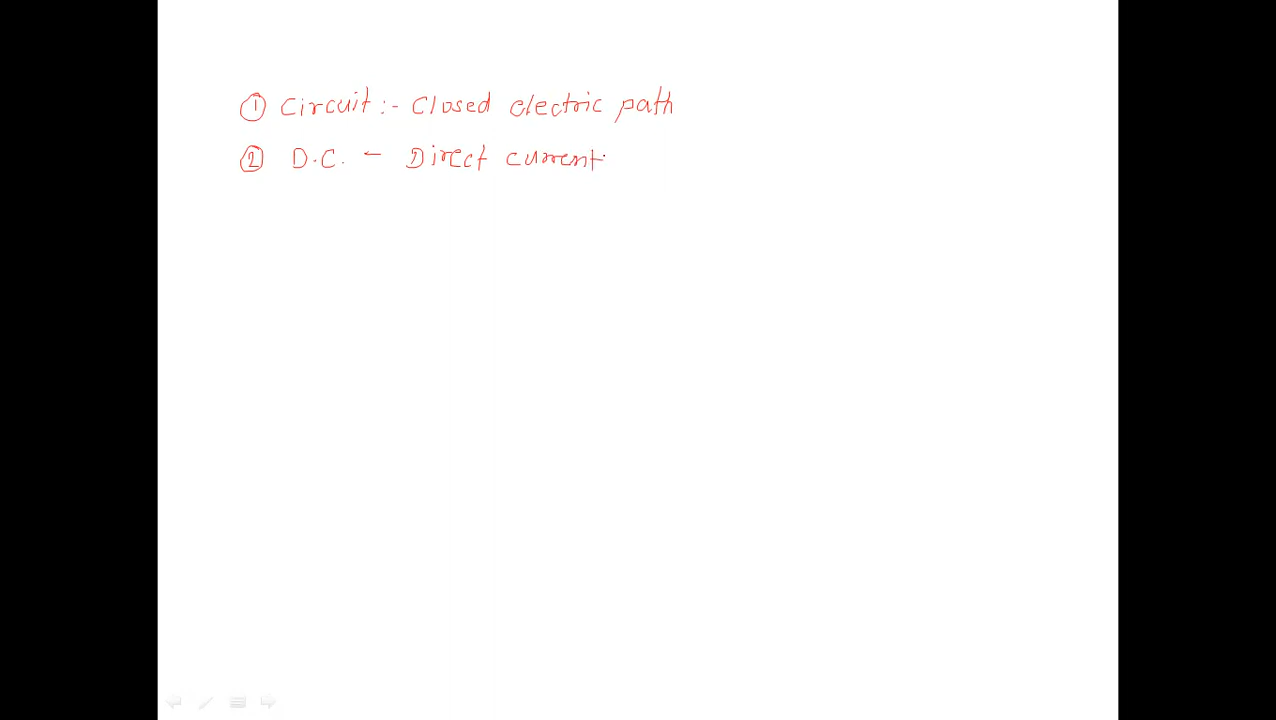 ① Circuit :- Closed electric path
② D.C. - Direct current